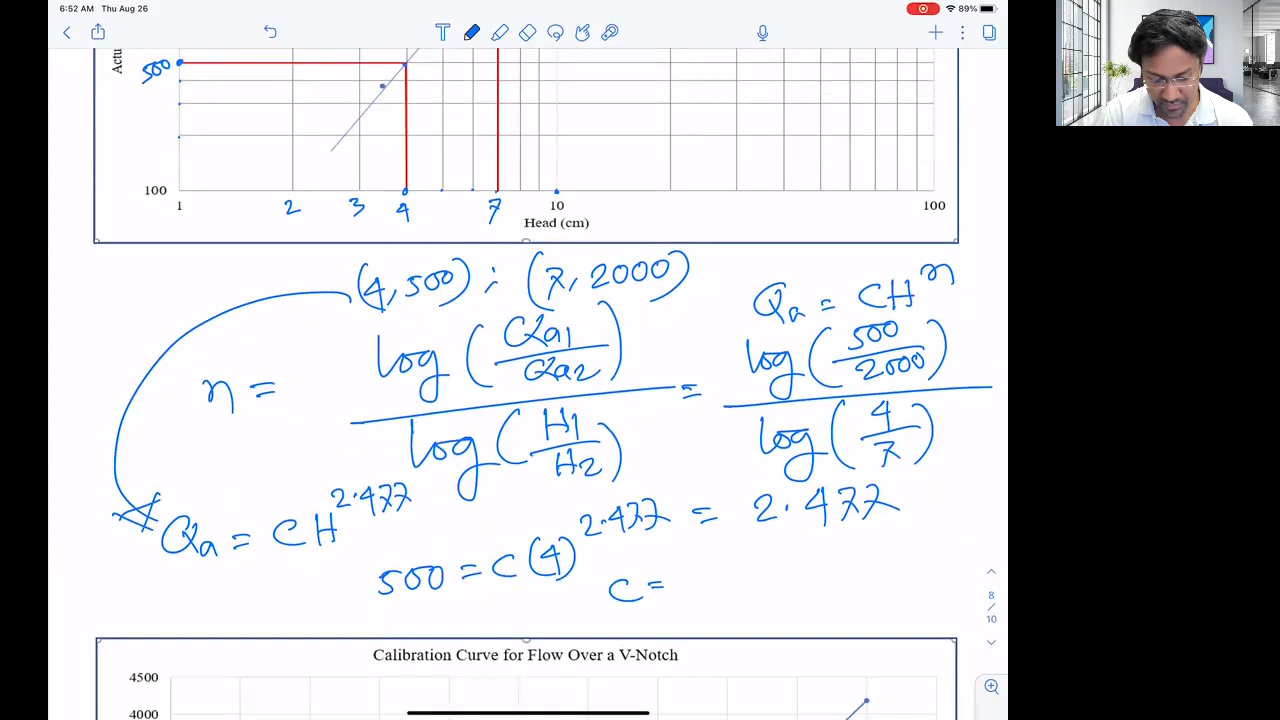 6:52 AM Thu Aug 26
89%
T
Actu
500
100
1 2 3 4 7 10 100
Head (cm)
(4, 500) ; (7, 2000)
Qa = CH^n
n = log (Qa1/Qa2) / log (H1/H2) = log (500/2000) / log (4/7)
Qa = CH^2.477
= 2.477
500 = C (4)^2.477
C =
8
/
10
Calibration Curve for Flow Over a V-Notch
4500
4000